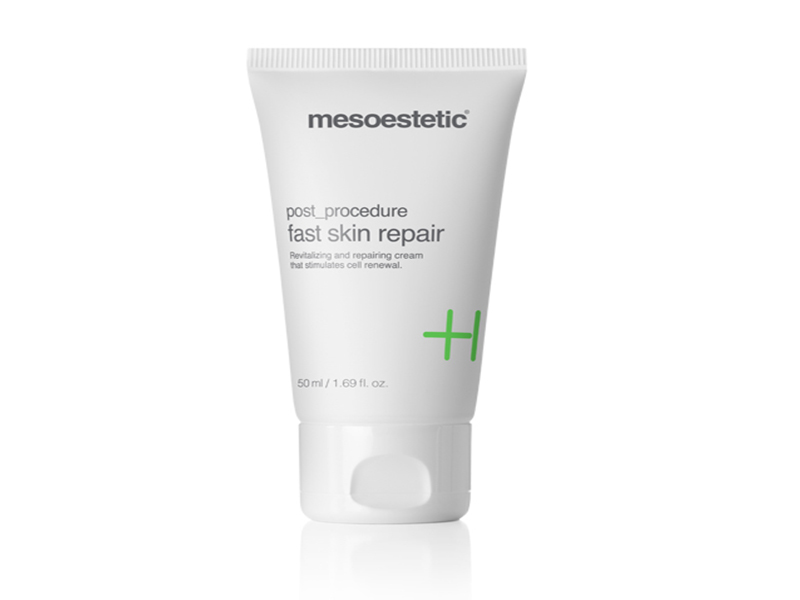 mesoestetic®
post_procedure
fast skin repair
Revitalizing and repairing cream
that stimulates cell renewal.
50 ml / 1.69 fl. oz.